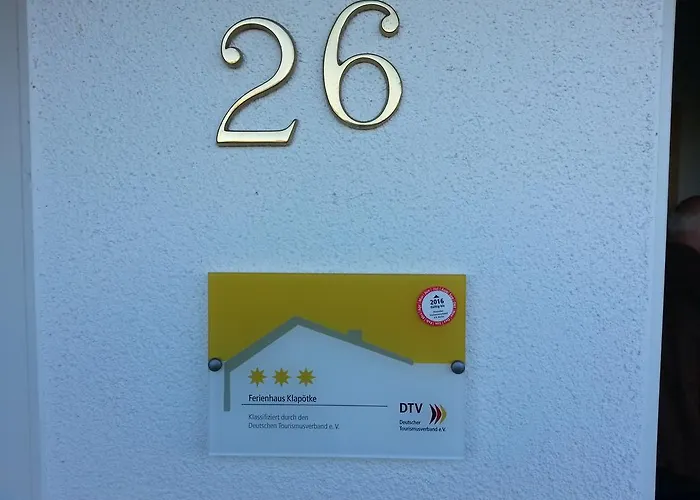 26
2016
Ferienhaus Klapötke
Klassifiziert durch den
Deutschen Tourismusverband e. V.
DTV
Deutscher
Tourismusverband e.V.